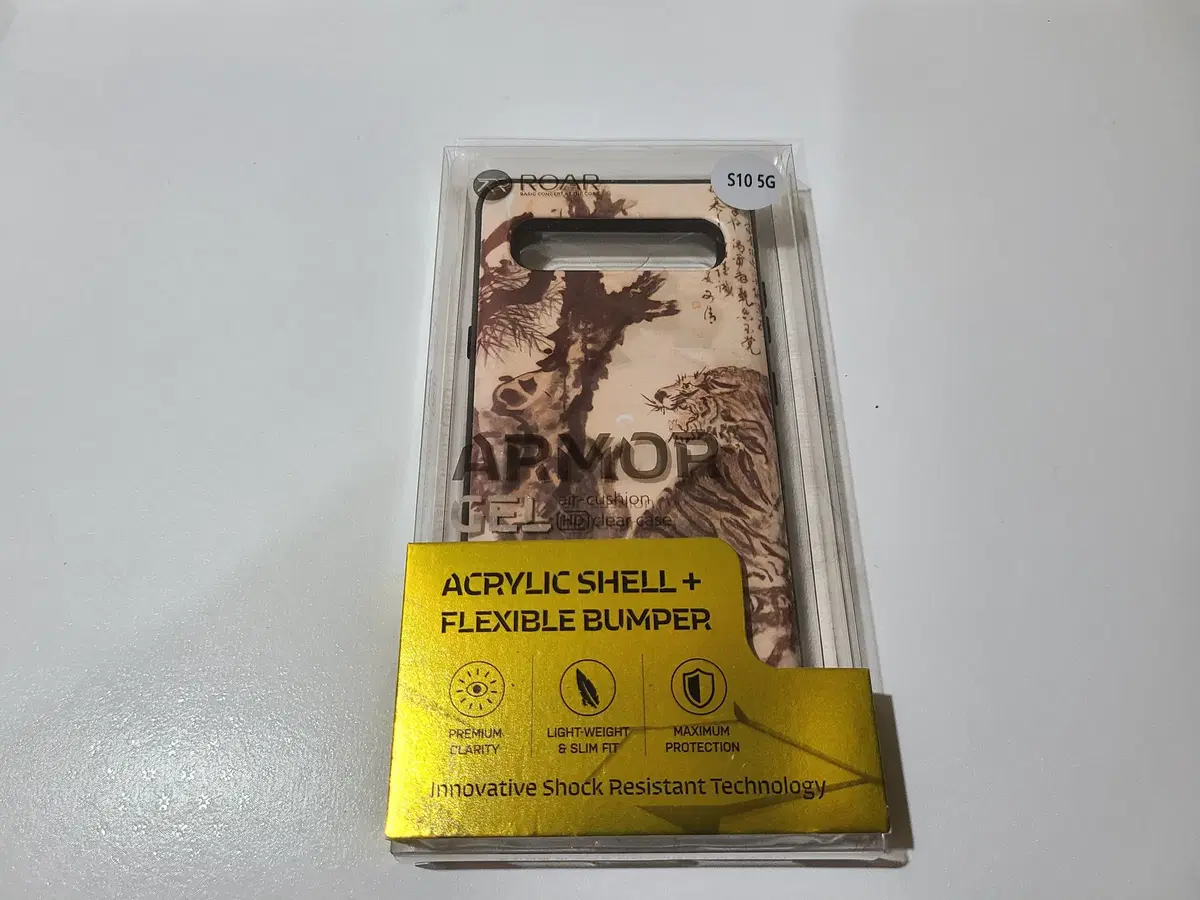 ROAR
S10 5G
ARMOR
GEL
air-cushion
[HD] clear case
ACRYLIC SHELL +
FLEXIBLE BUMPER
PREMIUM
CLARITY
LIGHT-WEIGHT
& SLIM FIT
MAXIMUM
PROTECTION
Innovative Shock Resistant Technology